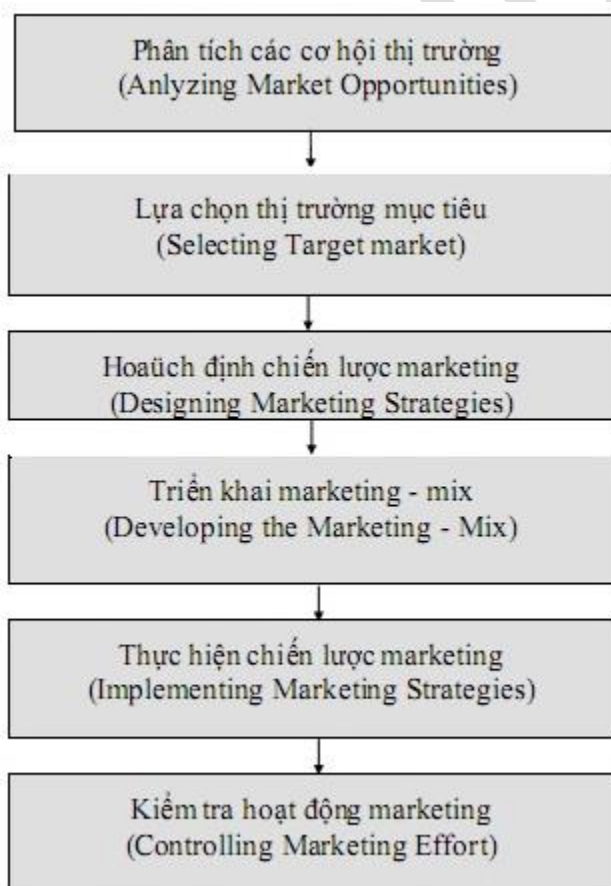 Phân tích các cơ hội thị trường
(Anlyzing Market Opportunities)
Lựa chọn thị trường mục tiêu
(Selecting Target market)
Hoaüch định chiến lược marketing
(Designing Marketing Strategies)
Triển khai marketing - mix
(Developing the Marketing - Mix)
Thực hiện chiến lược marketing
(Implementing Marketing Strategies)
Kiểm tra hoạt động marketing
(Controlling Marketing Effort)